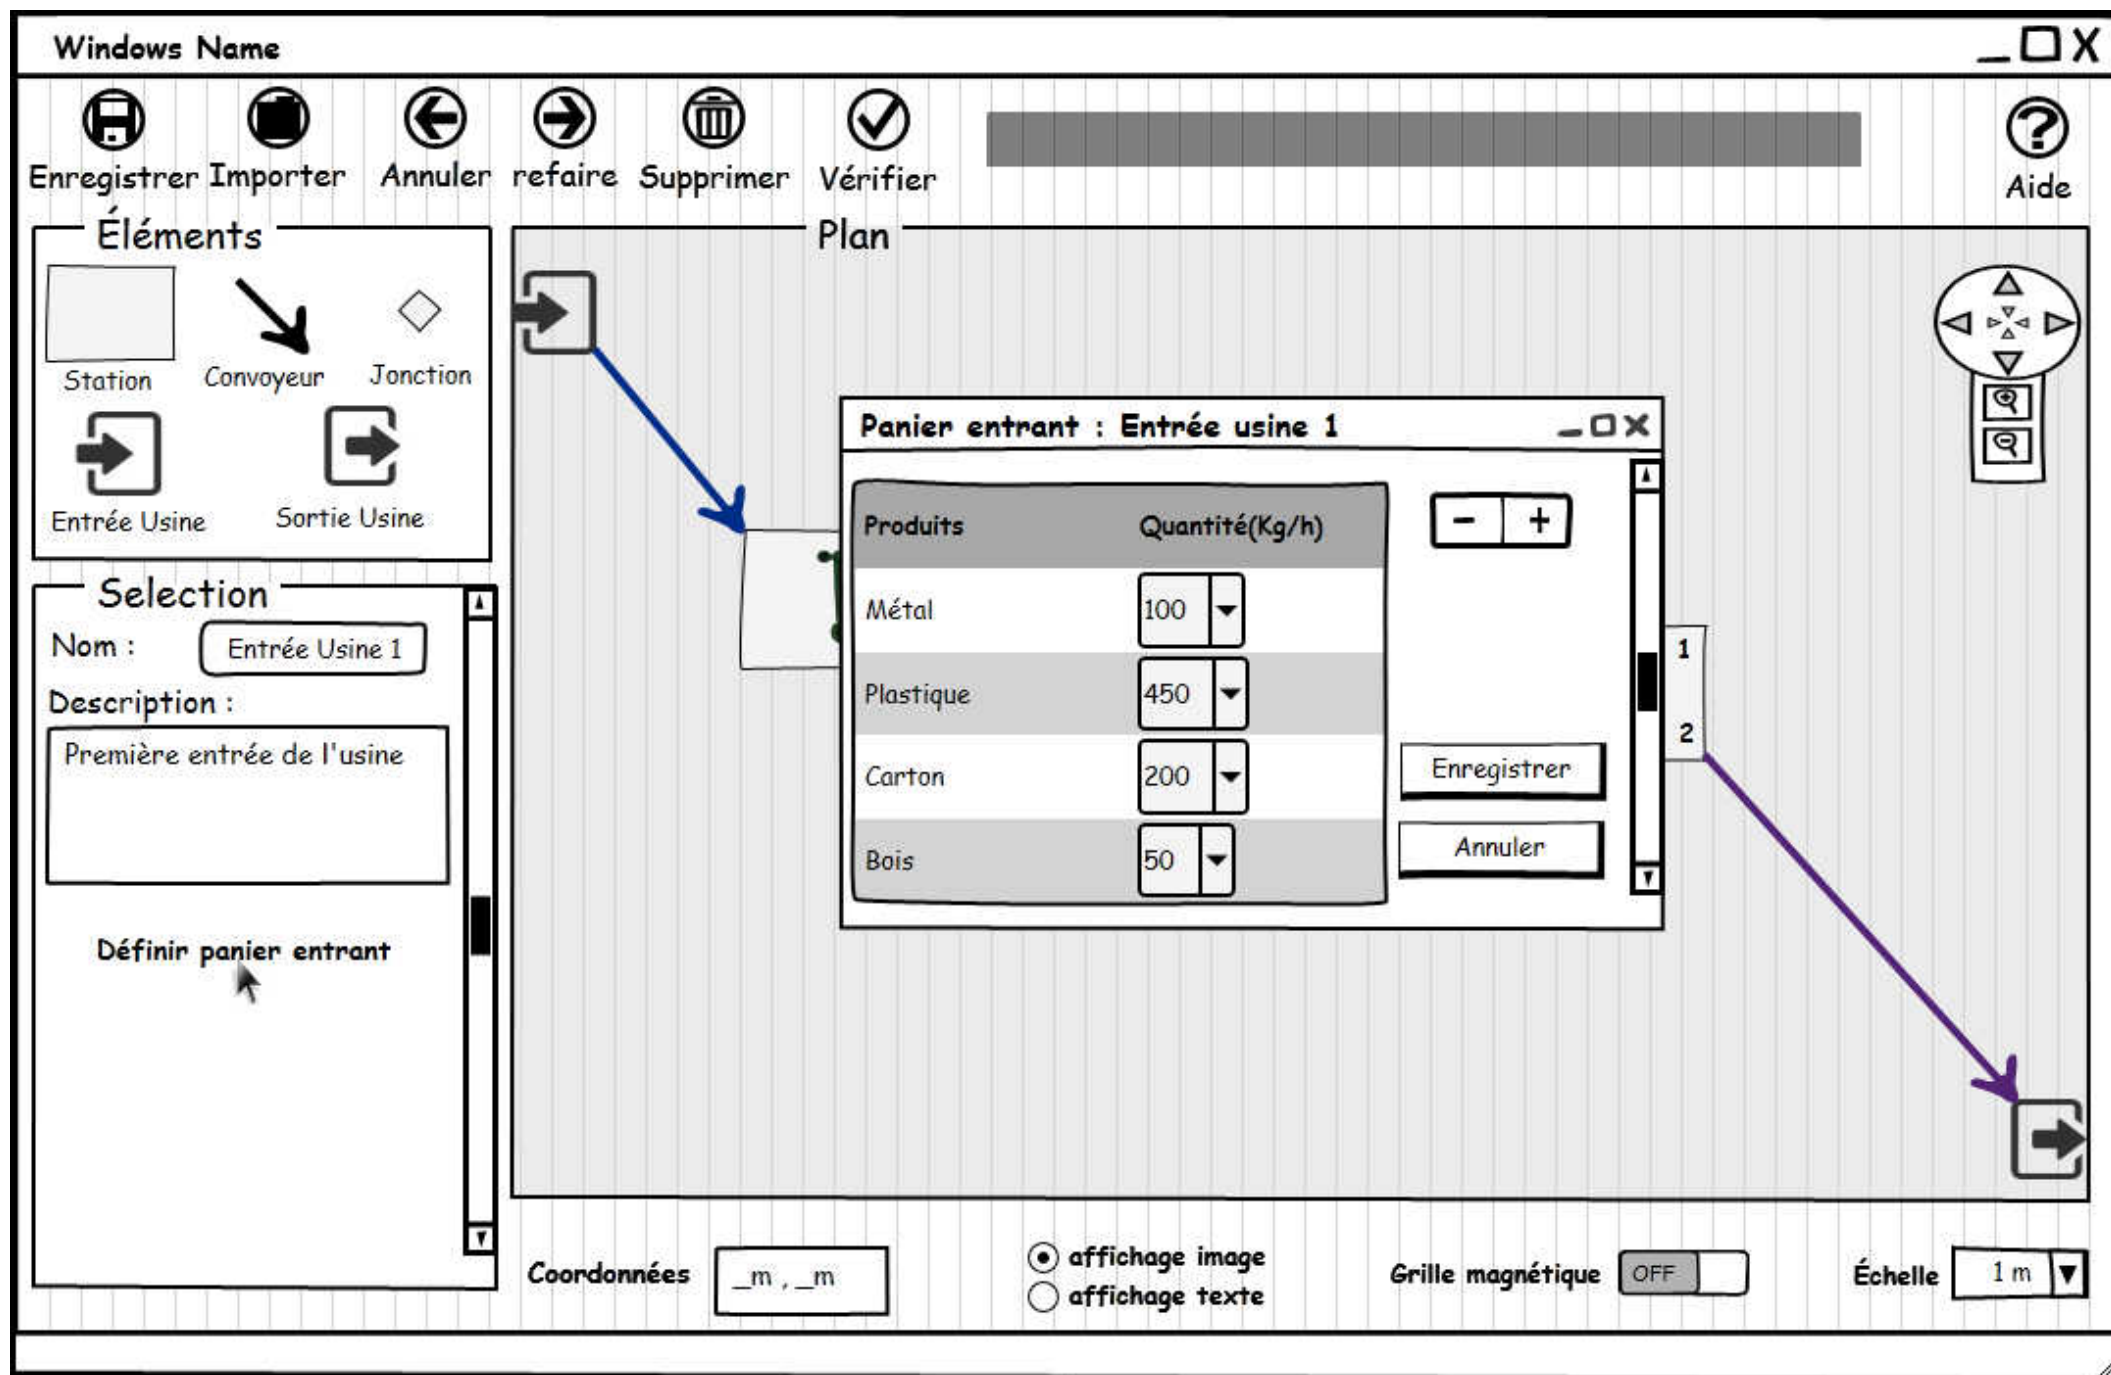 Windows Name
Enregistrer Importer Annuler refaire Supprimer Vérifier Aide
Éléments
Station Convoyeur Jonction
Entrée Usine Sortie Usine
Selection
Nom : Entrée Usine 1
Description :
Première entrée de l'usine
Définir panier entrant
Plan
Panier entrant : Entrée usine 1
Produits Quantité(Kg/h)
- +
Métal 100
Plastique 450
Carton 200
Bois 50
Enregistrer
Annuler
1
2
Coordonnées _m , _m
affichage image
affichage texte
Grille magnétique OFF
Échelle 1 m